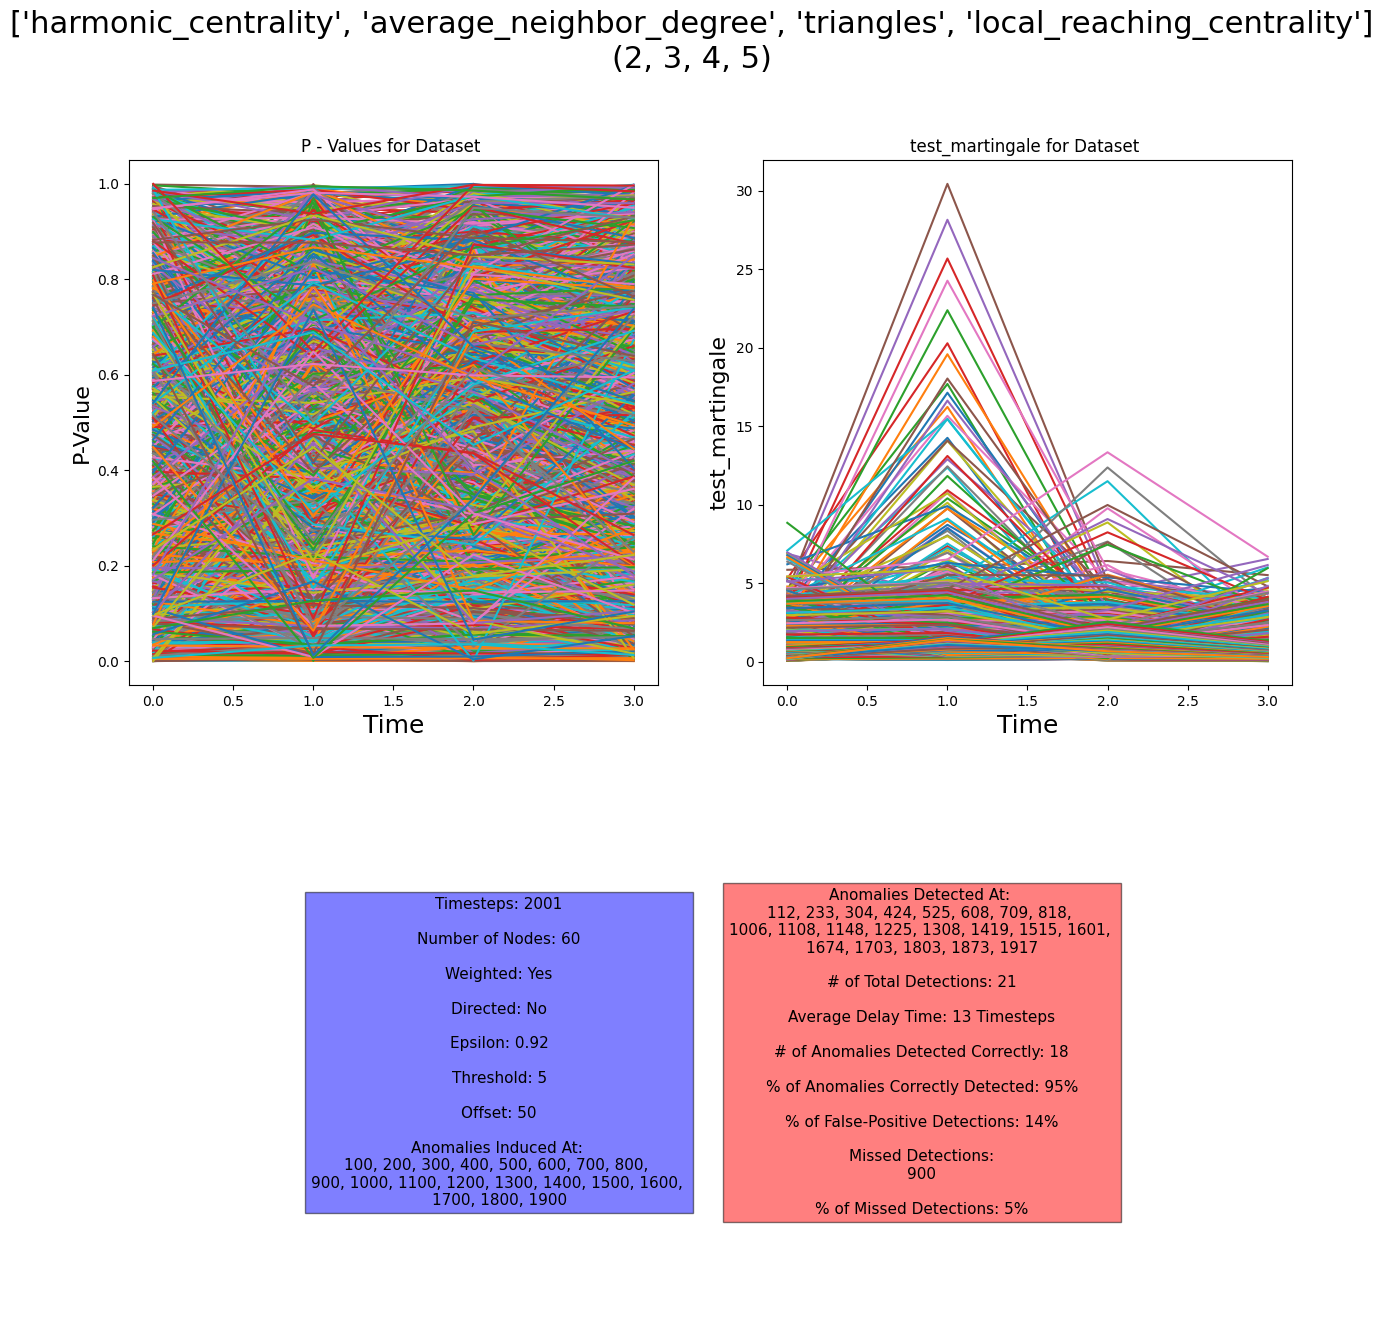 ['harmonic_centrality', 'average_neighbor_degree', 'triangles', 'local_reaching_centrality']
(2, 3, 4, 5)
P - Values for Dataset
1.0
0.8
0.6
0.4
0.2
0.0
P-Value
0.0 0.5 1.0 1.5 2.0 2.5 3.0
Time
test_martingale for Dataset
30
25
20
15
10
5
0
test_martingale
0.0 0.5 1.0 1.5 2.0 2.5 3.0
Time
Timesteps: 2001
Number of Nodes: 60
Weighted: Yes
Directed: No
Epsilon: 0.92
Threshold: 5
Offset: 50
Anomalies Induced At:
100, 200, 300, 400, 500, 600, 700, 800,
900, 1000, 1100, 1200, 1300, 1400, 1500, 1600,
1700, 1800, 1900
Anomalies Detected At:
112, 233, 304, 424, 525, 608, 709, 818,
1006, 1108, 1148, 1225, 1308, 1419, 1515, 1601,
1674, 1703, 1803, 1873, 1917
# of Total Detections: 21
Average Delay Time: 13 Timesteps
# of Anomalies Detected Correctly: 18
% of Anomalies Correctly Detected: 95%
% of False-Positive Detections: 14%
Missed Detections:
900
% of Missed Detections: 5%